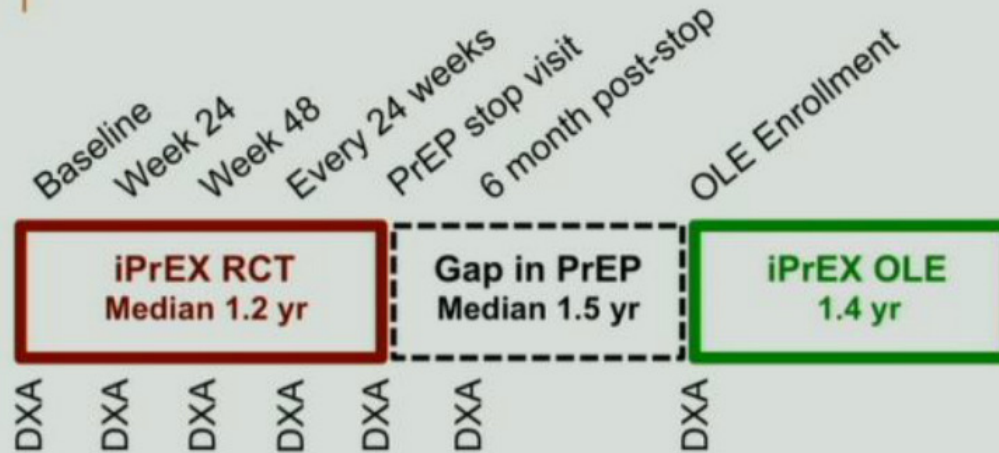 Baseline
Week 24
Week 48
Every 24 weeks
PrEP stop visit
6 month post-stop
OLE Enrollment
iPrEX RCT
Median 1.2 yr
Gap in PrEP
Median 1.5 yr
iPrEX OLE
1.4 yr
DXA
DXA
DXA
DXA
DXA
DXA
DXA